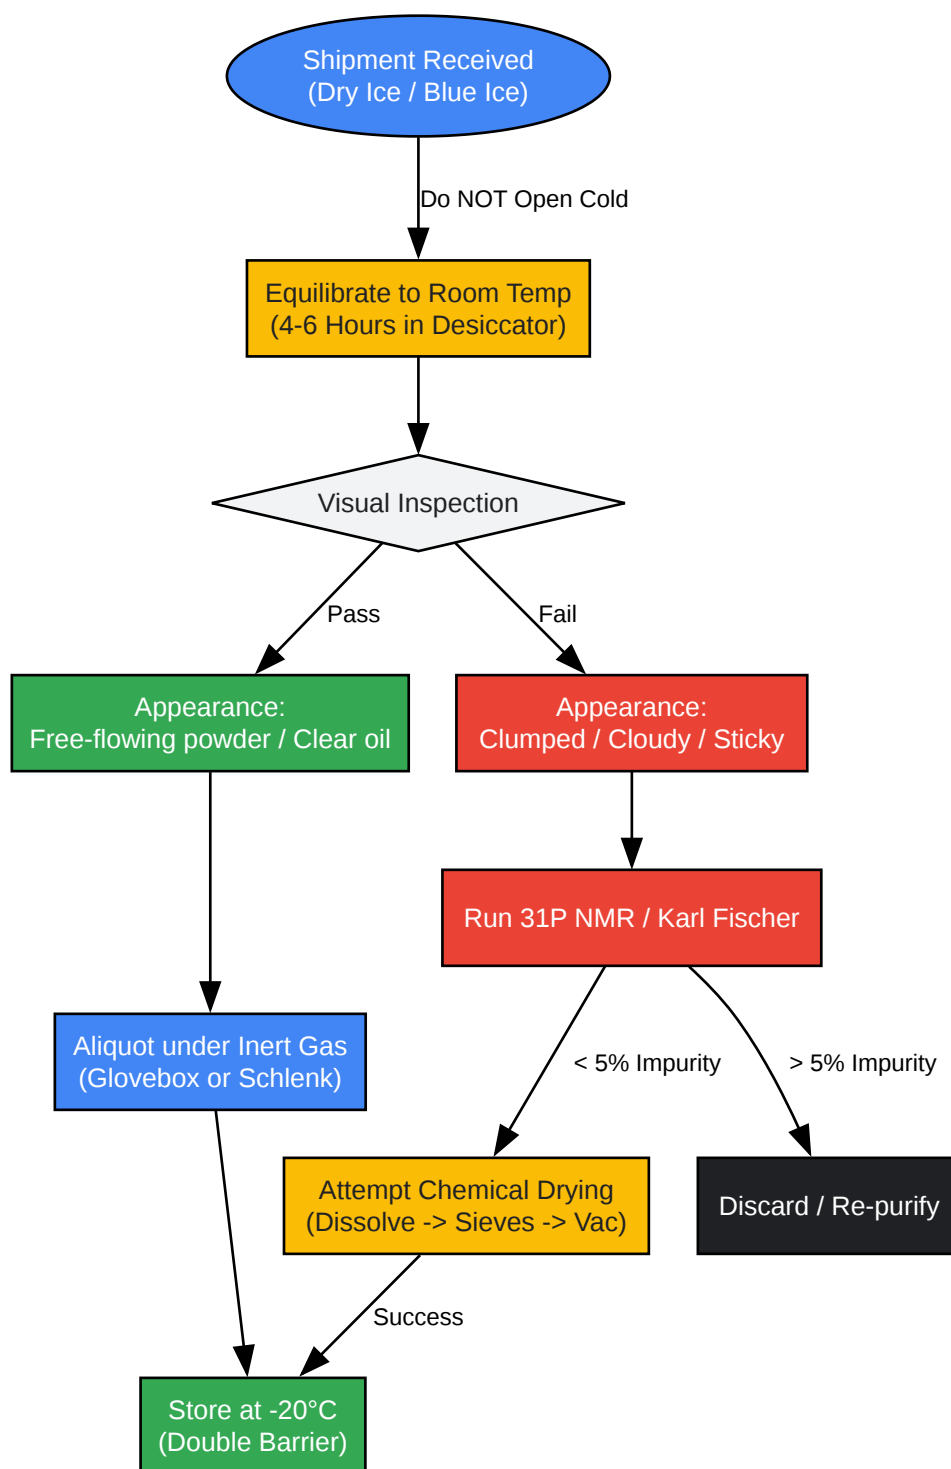 Shipment Received
(Dry Ice / Blue Ice)
Do NOT Open Cold
Equilibrate to Room Temp
(4-6 Hours in Desiccator)
Visual Inspection
Pass
Fail
Appearance:
Free-flowing powder / Clear oil
Appearance:
Clumped / Cloudy / Sticky
Run 31P NMR / Karl Fischer
Aliquot under Inert Gas
(Glovebox or Schlenk)
< 5% Impurity
> 5% Impurity
Attempt Chemical Drying
(Dissolve -> Sieves -> Vac)
Discard / Re-purify
Success
Store at -20°C
(Double Barrier)